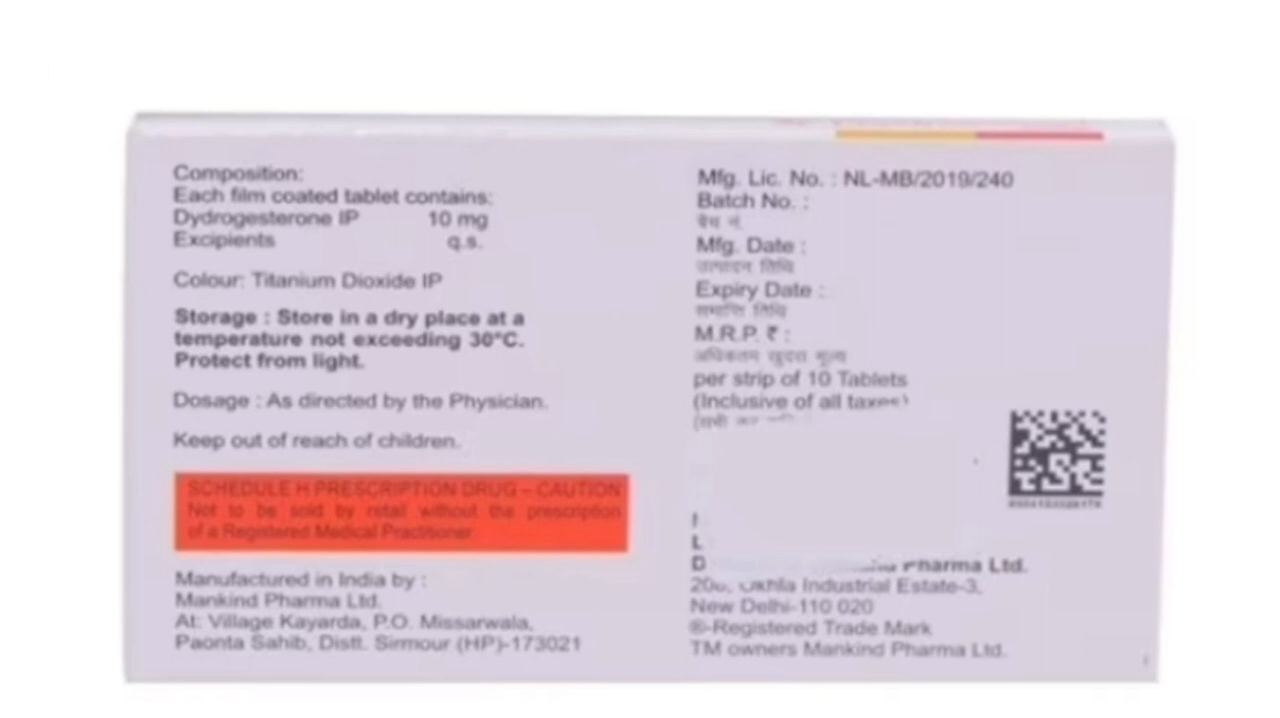 Composition:
Each film coated tablet contains:
Dydrogesterone IP 10 mg
Excipients q.s.
Colour: Titanium Dioxide IP
Storage : Store in a dry place at a
temperature not exceeding 30°C.
Protect from light.
Dosage : As directed by the Physician.
Keep out of reach of children.
SCHEDULE H PRESCRIPTION DRUG – CAUTION
Not to be sold by retail without the prescription
of a Registered Medical Practitioner.
Manufactured in India by :
Mankind Pharma Ltd.
At: Village Kayarda, P.O. Missarwala,
Paonta Sahib, Distt. Sirmour (HP)-173021
Mfg. Lic. No. : NL-MB/2019/240
Batch No. :
बैच नं
Mfg. Date :
उत्पादन तिथि
Expiry Date :
समाप्ति तिथि
M.R.P. ₹ :
अधिकतम खुदरा मूल्य
per strip of 10 Tablets
(Inclusive of all taxes)
Pharma Ltd.
Okhla Industrial Estate-3,
New Delhi-110 020
®-Registered Trade Mark
TM owners Mankind Pharma Ltd.